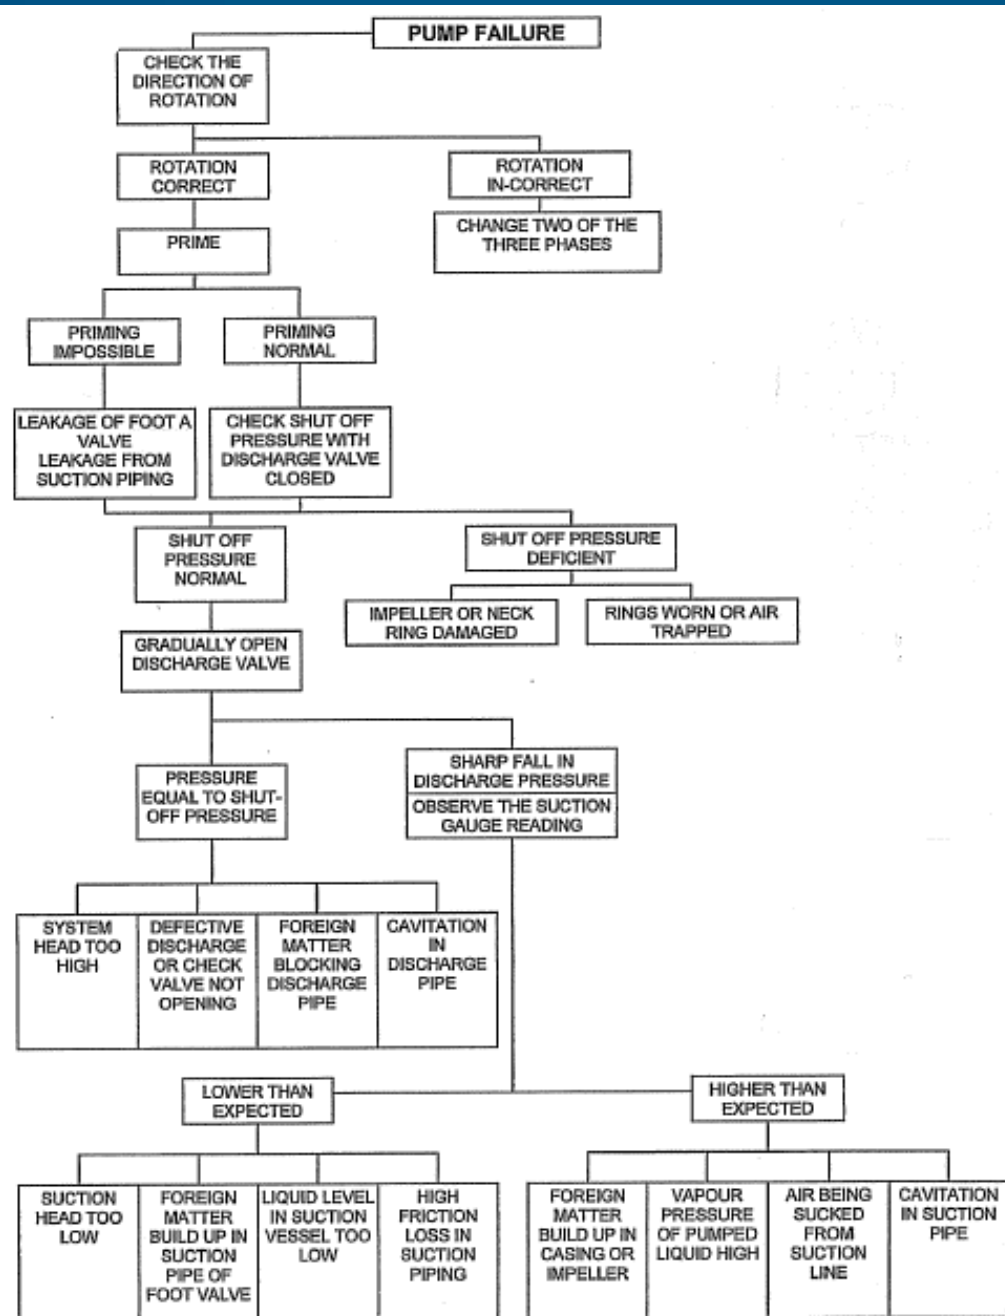 PUMP FAILURE
CHECK THE
DIRECTION OF
ROTATION
ROTATION
CORRECT
ROTATION
IN-CORRECT
PRIME
CHANGE TWO OF THE
THREE PHASES
PRIMING
IMPOSSIBLE
PRIMING
NORMAL
LEAKAGE OF FOOT A
VALVE
LEAKAGE FROM
SUCTION PIPING
CHECK SHUT OFF
PRESSURE WITH
DISCHARGE VALVE
CLOSED
SHUT OFF
PRESSURE
NORMAL
SHUT OFF PRESSURE
DEFICIENT
IMPELLER OR NECK
RING DAMAGED
RINGS WORN OR AIR
TRAPPED
GRADUALLY OPEN
DISCHARGE VALVE
PRESSURE
EQUAL TO SHUT-
OFF PRESSURE
SHARP FALL IN
DISCHARGE PRESSURE
OBSERVE THE SUCTION
GAUGE READING
SYSTEM
HEAD TOO
HIGH
DEFECTIVE
DISCHARGE
OR CHECK
VALVE NOT
OPENING
FOREIGN
MATTER
BLOCKING
DISCHARGE
PIPE
CAVITATION
IN
DISCHARGE
PIPE
LOWER THAN
EXPECTED
HIGHER THAN
EXPECTED
SUCTION
HEAD TOO
LOW
FOREIGN
MATTER
BUILD UP IN
SUCTION
PIPE OF
FOOT VALVE
LIQUID LEVEL
IN SUCTION
VESSEL TOO
LOW
HIGH
FRICTION
LOSS IN
SUCTION
PIPING
FOREIGN
MATTER
BUILD UP IN
CASING OR
IMPELLER
VAPOUR
PRESSURE
OF PUMPED
LIQUID HIGH
AIR BEING
SUCKED
FROM
SUCTION
LINE
CAVITATION
IN SUCTION
PIPE